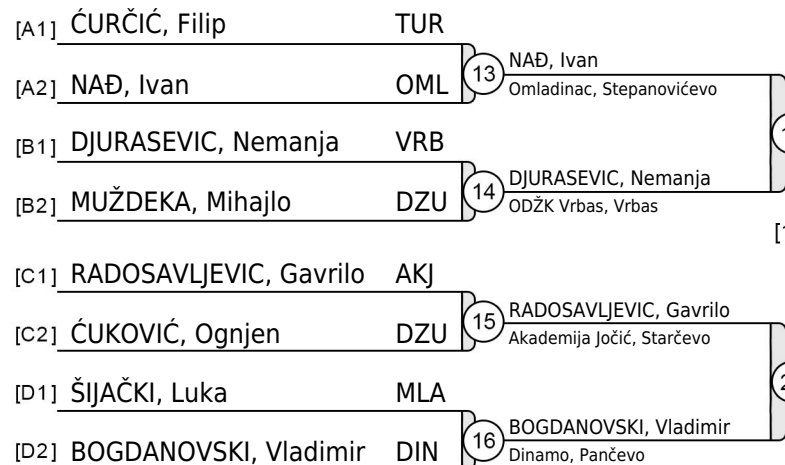 [A1] ĆURČIĆ, Filip TUR
[A2] NAĐ, Ivan OML
13 NAĐ, Ivan
Omladinac, Stepanovićevo
[B1] DJURASEVIC, Nemanja VRB
[B2] MUŽDEKA, Mihajlo DZU
14 DJURASEVIC, Nemanja
ODŽK Vrbas, Vrbas
[C1] RADOSAVLJEVIC, Gavrilo AKJ
[C2] ĆUKOVIĆ, Ognjen DZU
15 RADOSAVLJEVIC, Gavrilo
Akademija Jočić, Starčevo
[D1] ŠIJAČKI, Luka MLA
[D2] BOGDANOVSKI, Vladimir DIN
16 BOGDANOVSKI, Vladimir
Dinamo, Pančevo